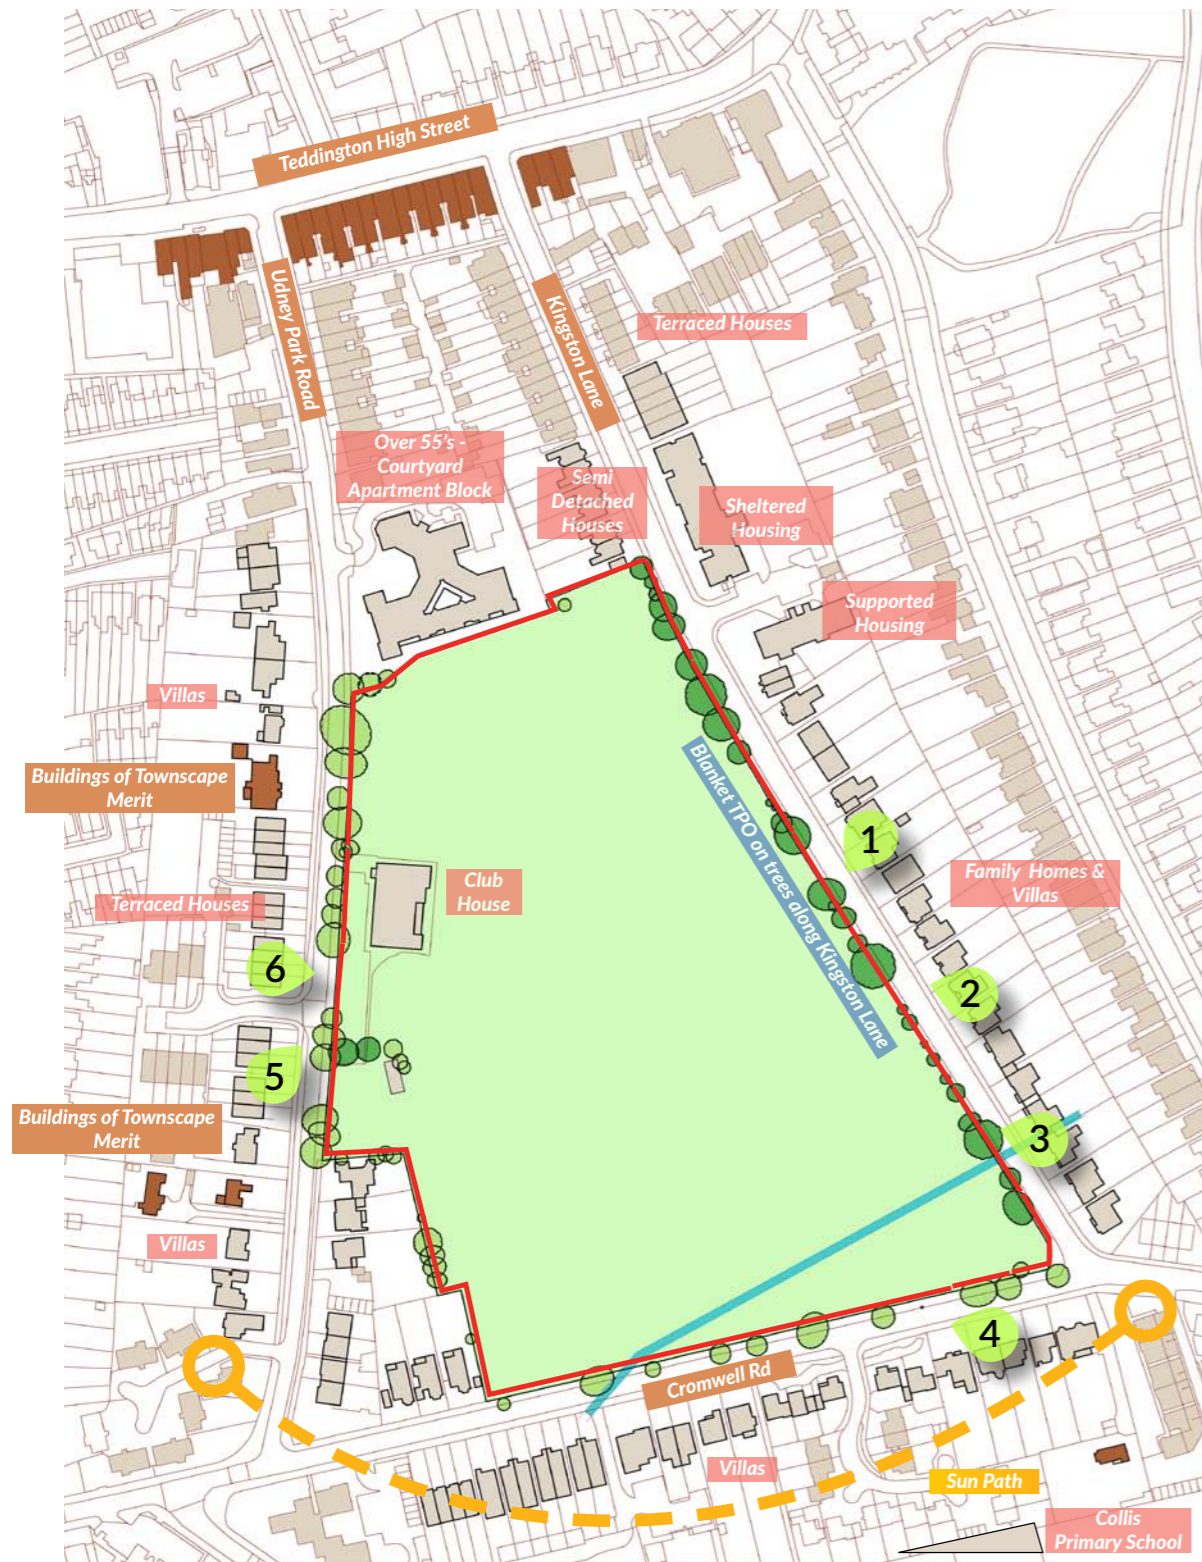 Teddington High Street
Udney Park Road
Kingston Lane
Terraced Houses
Over 55's -
Courtyard
Apartment Block
Semi
Detached
Houses
Sheltered
Housing
Supported
Housing
Villas
Buildings of Townscape
Merit
Blanket TPO on trees along Kingston Lane
1
Club
House
Family Homes &
Villas
Terraced Houses
6
2
5
Buildings of Townscape
Merit
3
Villas
4
Cromwell Rd
Villas
Sun Path
Collis
Primary School